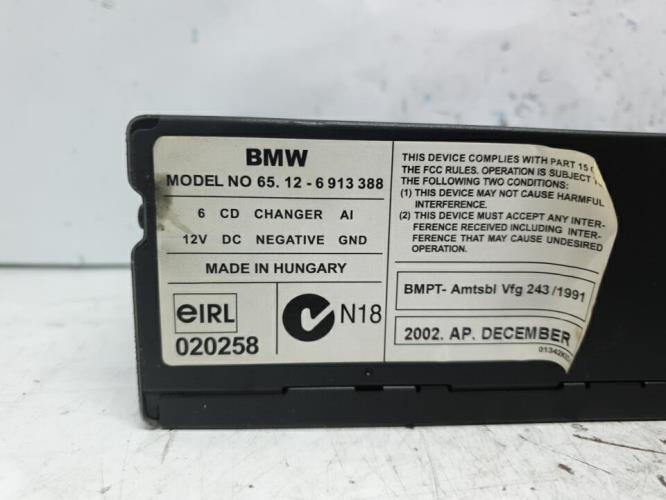 BMW
MODEL NO 65. 12 - 6 913 388
6 CD CHANGER AI
12V DC NEGATIVE GND
MADE IN HUNGARY
eIRL
020258
N18
THIS DEVICE COMPLIES WITH PART 15
THE FCC RULES. OPERATION IS SUBJECT
THE FOLLOWING TWO CONDITIONS:
(1) THIS DEVICE MAY NOT CAUSE HARMFUL
INTERFERENCE.
(2) THIS DEVICE MUST ACCEPT ANY INTER-
FERENCE RECEIVED INCLUDING INTER-
FERENCE THAT MAY CAUSE UNDESIRED
OPERATION.
BMPT- Amtsbl Vfg 243 /1991
2002. AP. DECEMBER